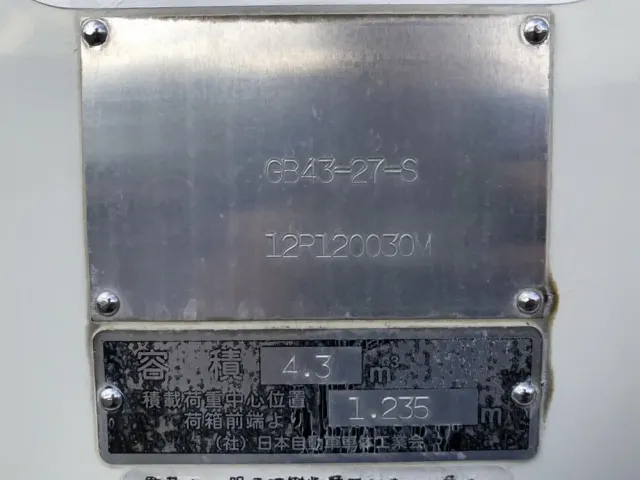 GB43-27-S
12P120030M
容積 4.3 m³
積載荷重中心位置
荷箱前端より 1.235 m
（社）日本自動車車体工業会